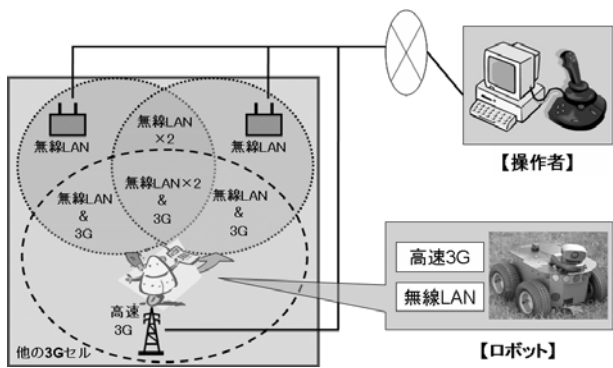 無線LAN
無線LAN
×2
無線LAN
無線LAN
&
3G
無線LAN×2
&
3G
無線LAN
&
3G
高速
3G
他の3Gセル
【操作者】
高速3G
無線LAN
【ロボット】